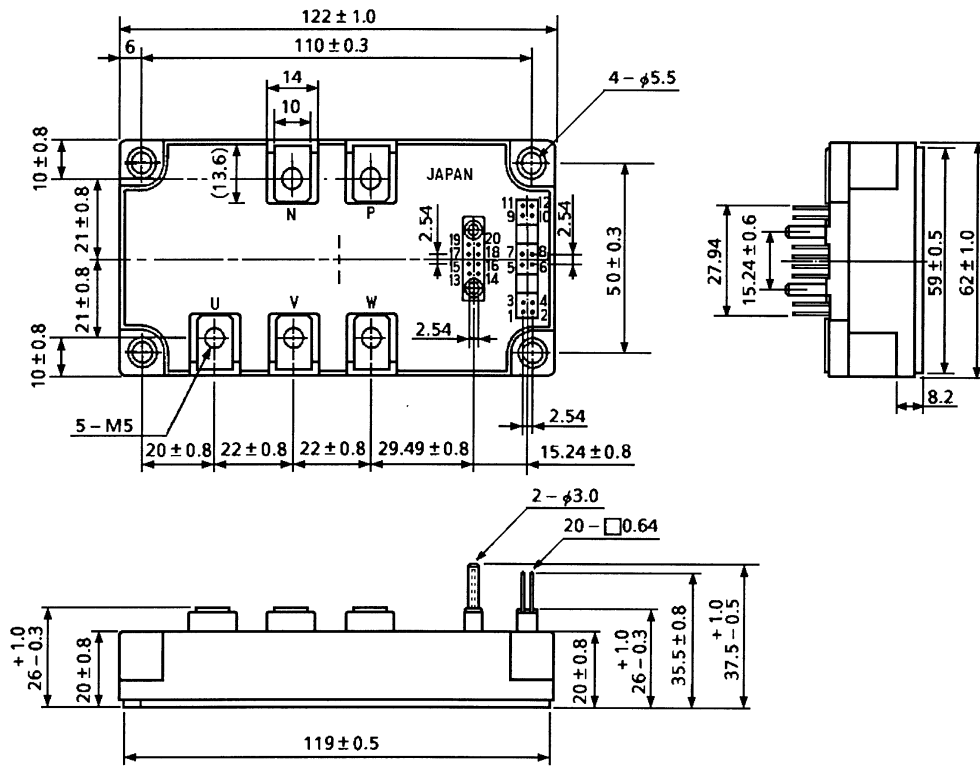 122 ± 1.0
6
110 ± 0.3
14
10
4 – φ5.5
10 ± 0.8
(13.6)
JAPAN
N
P
2.54
11 12
9 10
2.54
19 20
17 18
15 16
13 14
7 8
5 6
3 4
1 2
21 ± 0.8
21 ± 0.8
50 ± 0.3
U
V
W
2.54
10 ± 0.8
5 – M5
2.54
20 ± 0.8
22 ± 0.8
22 ± 0.8
29.49 ± 0.8
15.24 ± 0.8
27.94
15.24 ± 0.6
59 ± 0.5
62 ± 1.0
8.2
2 – φ3.0
20 – □0.64
+ 1.0
26 – 0.3
20 ± 0.8
20 ± 0.8
+ 1.0
26 – 0.3
35.5 ± 0.8
+ 1.0
37.5 – 0.5
119 ± 0.5